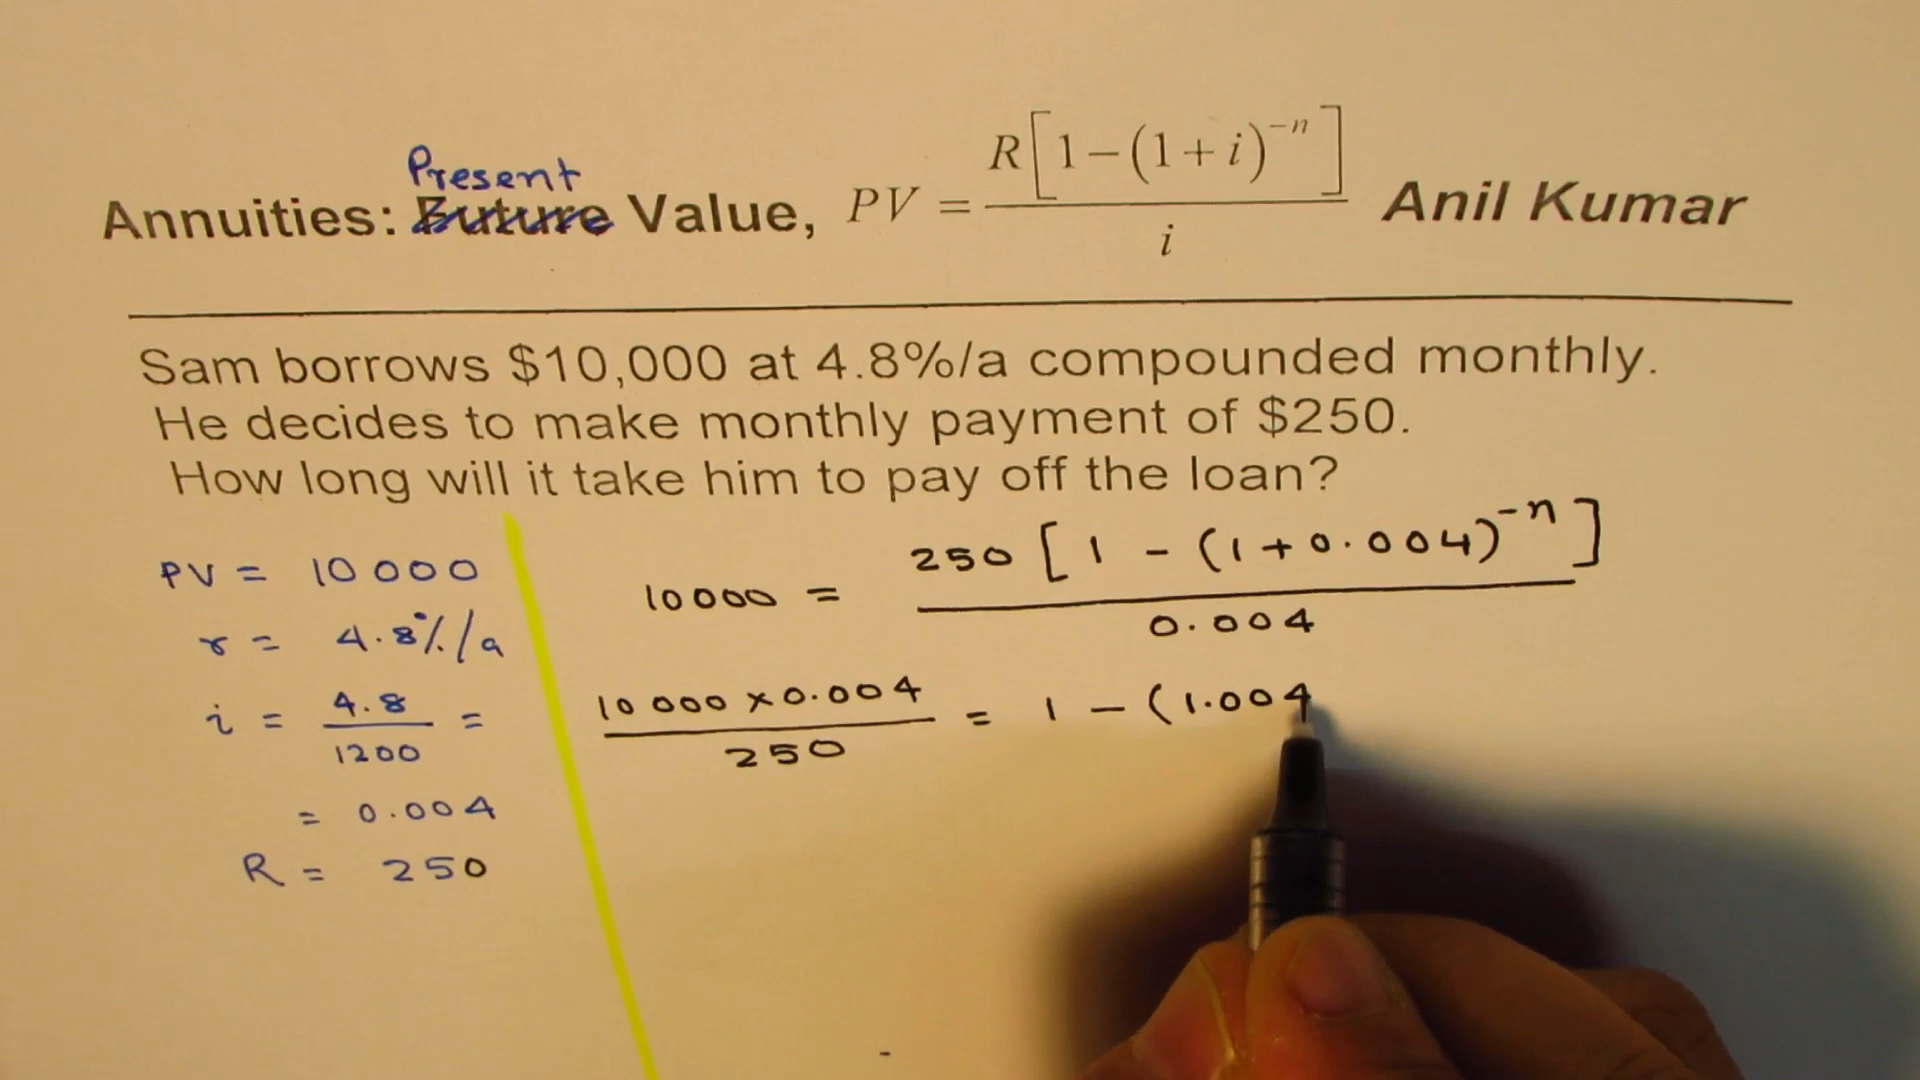 Present
Annuities: Future Value, PV = R[1-(1+i)^-n] / i Anil Kumar
Sam borrows $10,000 at 4.8%/a compounded monthly.
He decides to make monthly payment of $250.
How long will it take him to pay off the loan?
PV = 10000
r = 4.8%/a
i = 4.8/1200 =
= 0.004
R = 250
10000 = 250 [1 - (1+0.004)^-n] / 0.004
10000 × 0.004 / 250 = 1 - (1.004